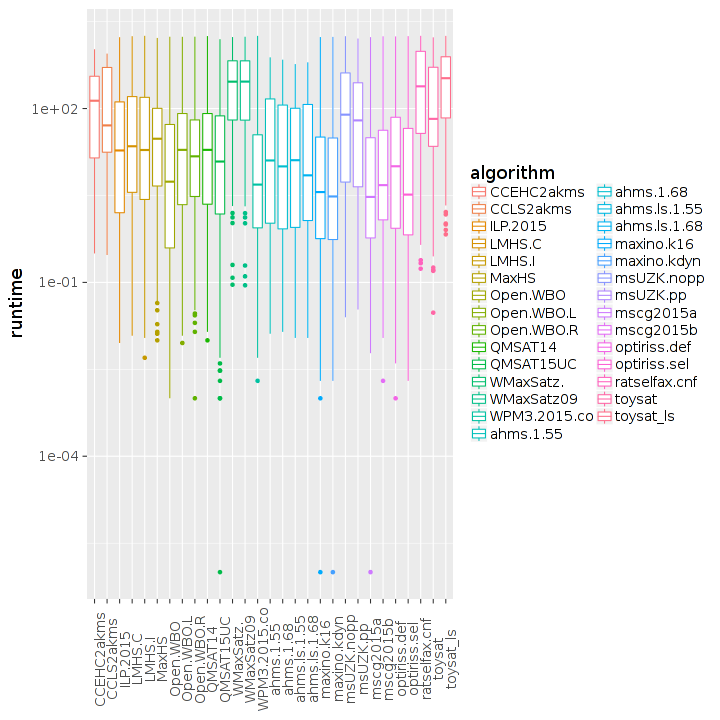 1e+02
1e-01
1e-04
runtime
CCEHC2akms
CCLS2akms
ILP.2015
LMHS.C
LMHS.I
MaxHS
Open.WBO
Open.WBO.L
Open.WBO.R
QMSAT14
QMSAT15UC
WMaxSatz.
WMaxSatz09
WPM3.2015.co
ahms.1.55
ahms.1.68
ahms.ls.1.55
ahms.ls.1.68
maxino.k16
maxino.kdyn
msUZK.nopp
msUZK.pp
mscg2015a
mscg2015b
optiriss.def
optiriss.sel
ratselfax.cnf
toysat
toysat_ls
algorithm
CCEHC2akms
CCLS2akms
ILP.2015
LMHS.C
LMHS.I
MaxHS
Open.WBO
Open.WBO.L
Open.WBO.R
QMSAT14
QMSAT15UC
WMaxSatz.
WMaxSatz09
WPM3.2015.co
ahms.1.55
ahms.1.68
ahms.ls.1.55
ahms.ls.1.68
maxino.k16
maxino.kdyn
msUZK.nopp
msUZK.pp
mscg2015a
mscg2015b
optiriss.def
optiriss.sel
ratselfax.cnf
toysat
toysat_ls